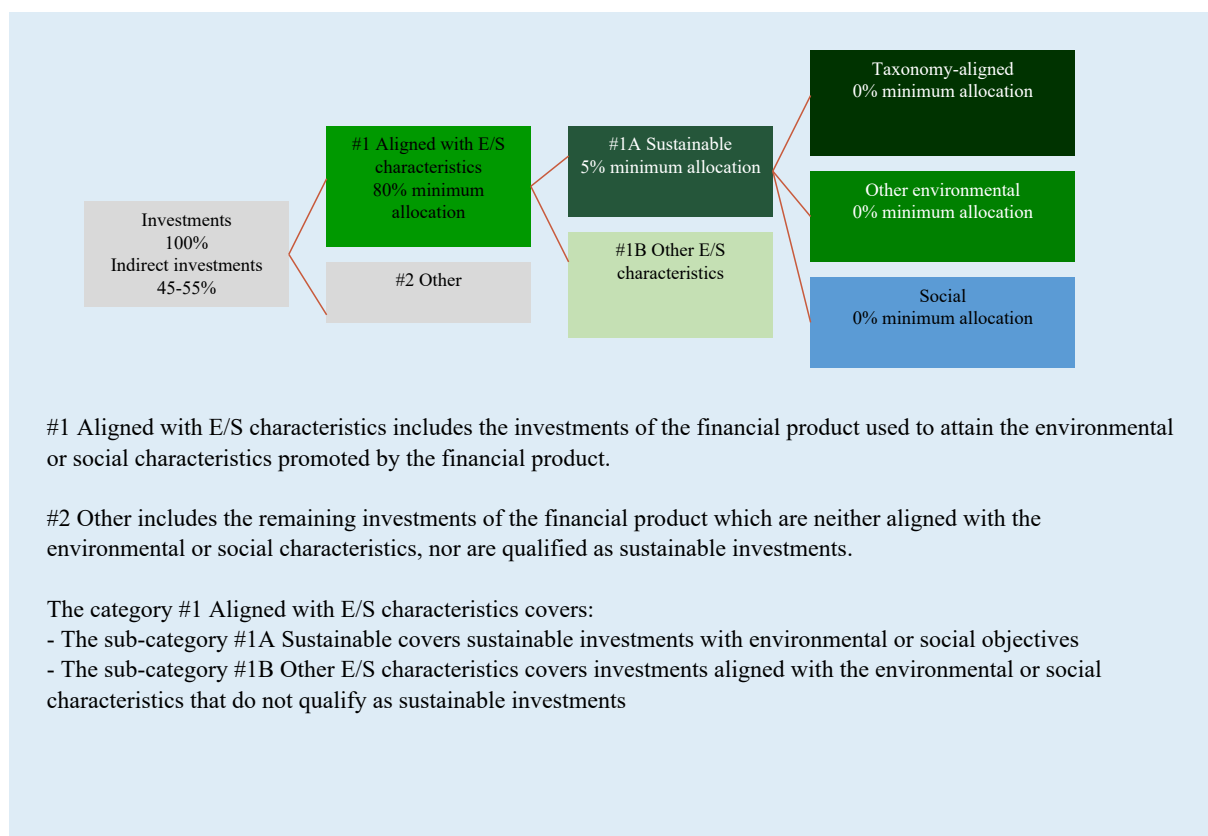 Investments
100%
Indirect investments
45-55%
#1 Aligned with E/S
characteristics
80% minimum
allocation
#2 Other
#1A Sustainable
5% minimum allocation
#1B Other E/S
characteristics
Taxonomy-aligned
0% minimum allocation
Other environmental
0% minimum allocation
Social
0% minimum allocation
#1 Aligned with E/S characteristics includes the investments of the financial product used to attain the environmental
or social characteristics promoted by the financial product.
#2 Other includes the remaining investments of the financial product which are neither aligned with the
environmental or social characteristics, nor are qualified as sustainable investments.
The category #1 Aligned with E/S characteristics covers:
- The sub-category #1A Sustainable covers sustainable investments with environmental or social objectives
- The sub-category #1B Other E/S characteristics covers investments aligned with the environmental or social
characteristics that do not qualify as sustainable investments